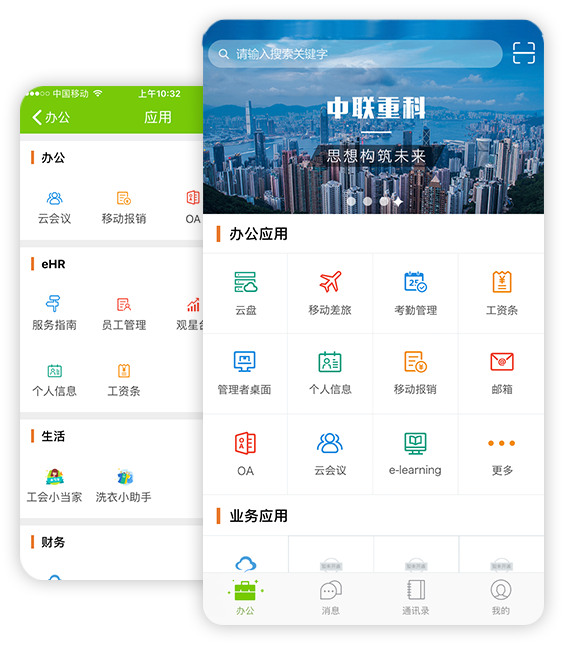 中国移动 上午10:32
办公 应用
办公
云会议 移动报销 OA
eHR
服务指南 员工管理 观星台
个人信息 工资条
生活
工会小当家 洗衣小助手
财务
请输入搜索关键字
中联重科
思想构筑未来
办公应用
云盘 移动差旅 考勤管理 工资条
管理者桌面 个人信息 移动报销 邮箱
OA 云会议 e-learning 更多
业务应用
办公 消息 通讯录 我的